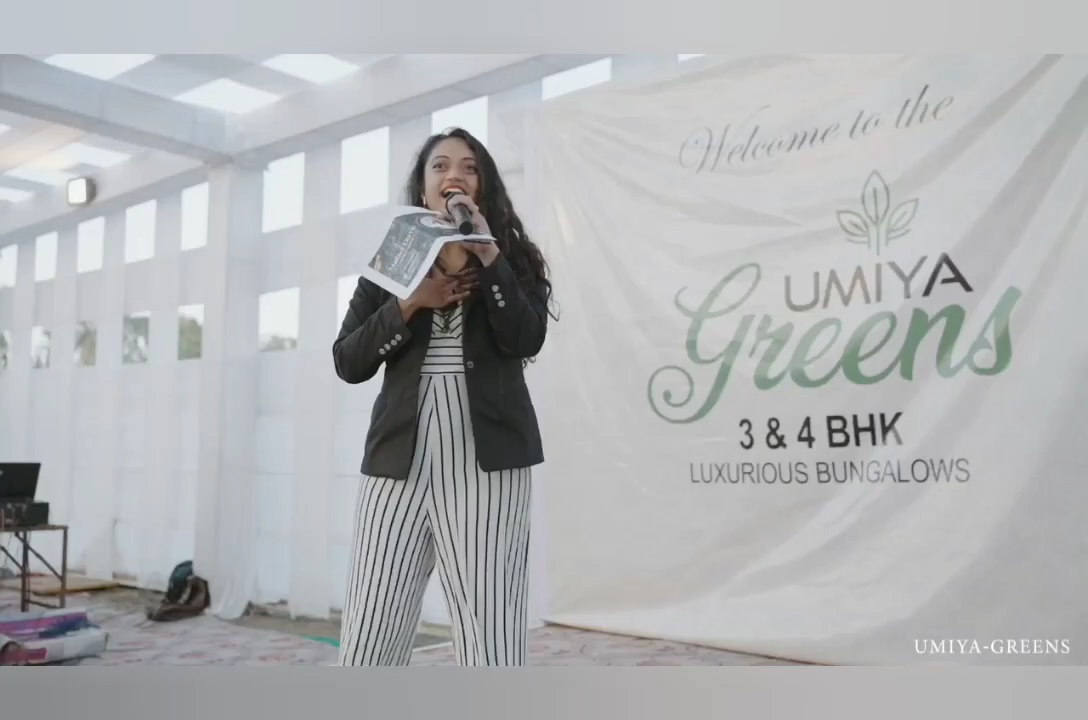 Welcome to the
UMIYA
Greens
3 & 4 BHK
LUXURIOUS BUNGALOWS
UMIYA-GREENS